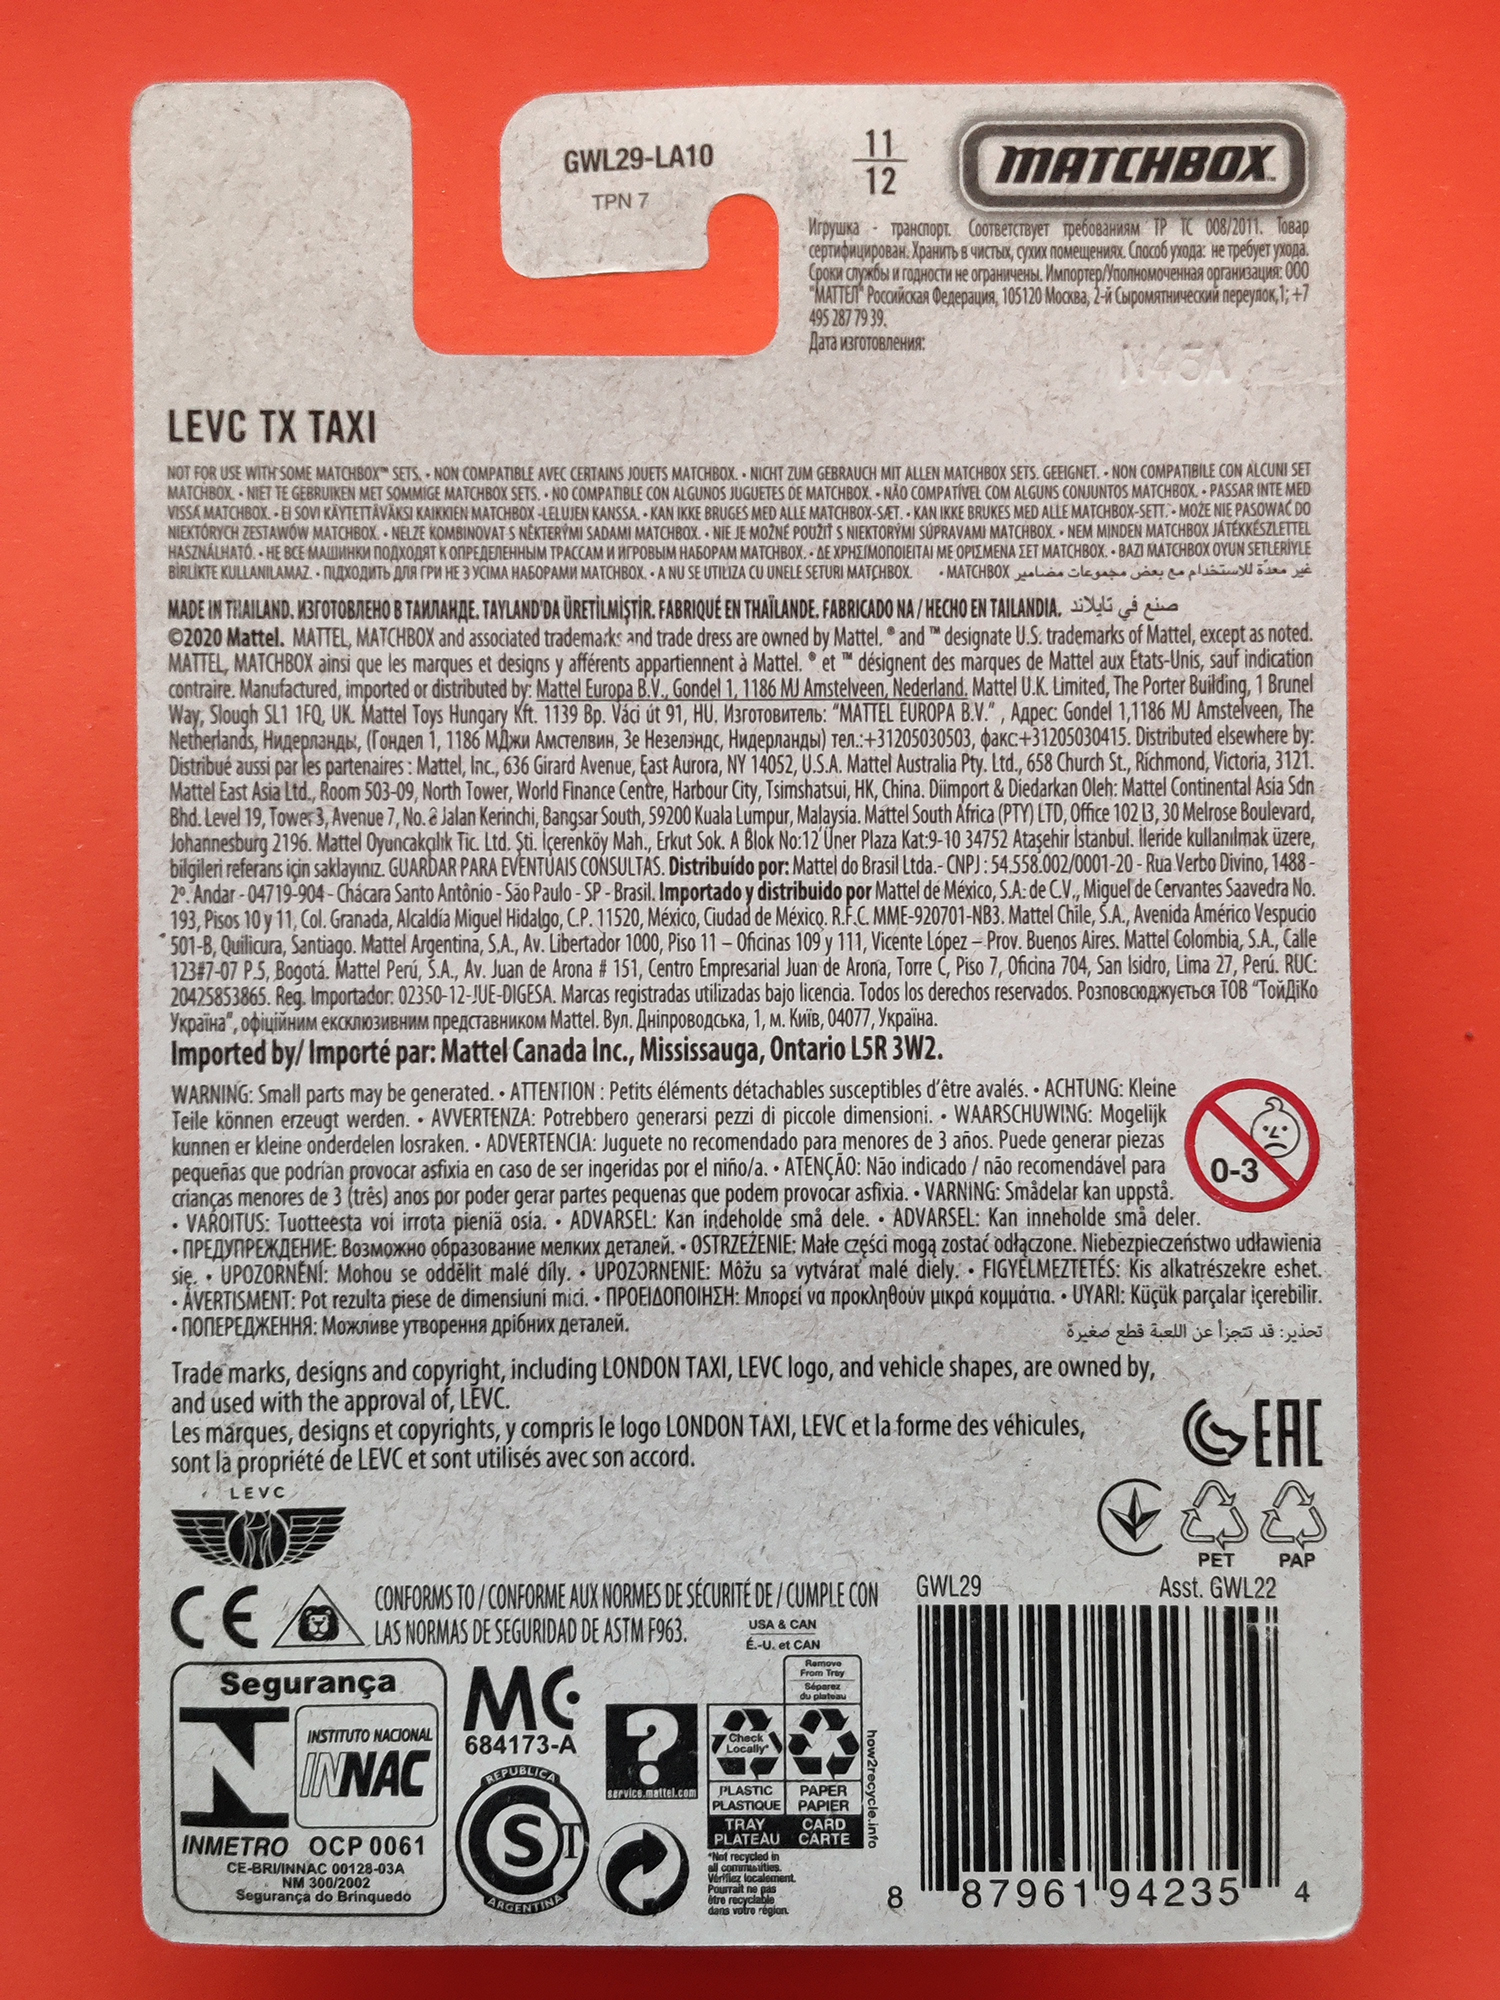 GWL29-LA10
TPN 7
11
12
MATCHBOX™
Игрушка - транспорт. Соответствует требованиям ТР ТС 008/2011. Товар
сертифицирован. Хранить в чистых, сухих помещениях. Способ ухода: не требует ухода.
Сроки службы и годности не ограничены. Импортер/Уполномоченная организация: ООО
"МАТТЕЛ" Российская Федерация, 105120 Москва, 2-й Сыромятнический переулок,1; +7
495 287 79 39.
Дата изготовления:
N45A
LEVC TX TAXI
NOT FOR USE WITH SOME MATCHBOX™ SETS. • NON COMPATIBLE AVEC CERTAINS JOUETS MATCHBOX. • NICHT ZUM GEBRAUCH MIT ALLEN MATCHBOX SETS. GEEIGNET. • NON COMPATIBILE CON ALCUNI SET
MATCHBOX. • NIET TE GEBRUIKEN MET SOMMIGE MATCHBOX SETS. • NO COMPATIBLE CON ALGUNOS JUGUETES DE MATCHBOX. • NÃO COMPATÍVEL COM ALGUNS CONJUNTOS MATCHBOX. • PASSAR INTE MED
VISSA MATCHBOX. • EI SOVI KÄYTETTÄVÄKSI KAIKKIEN MATCHBOX -LELUJEN KANSSA. • KAN IKKE BRUGES MED ALLE MATCHBOX-SÆT. • KAN IKKE BRUKES MED ALLE MATCHBOX-SETT. • MOŻE NIE PASOWAĆ DO
NIEKTÓRYCH ZESTAWÓW MATCHBOX. • NELZE KOMBINOVAT S NĚKTERÝMI SADAMI MATCHBOX. • NIE JE MOŽNÉ POUŽIŤ S NIEKTORÝMI SÚPRAVAMI MATCHBOX. • NEM MINDEN MATCHBOX JÁTÉKKÉSZLETTEL
HASZNÁLHATÓ. • НЕ ВСЕ МАШИНКИ ПОДХОДЯТ К ОПРЕДЕЛЕННЫМ ТРАССАМ И ИГРОВЫМ НАБОРАМ MATCHBOX. • ΔΕ ΧΡΗΣΙΜΟΠΟΙΕΙΤΑΙ ΜΕ ΟΡΙΣΜΕΝΑ ΣΕΤ MATCHBOX. • BAZI MATCHBOX OYUN SETLERİYLE
BİRLİKTE KULLANILAMAZ. • ПІДХОДИТЬ ДЛЯ ГРИ НЕ З УСІМА НАБОРАМИ MATCHBOX. • A NU SE UTILIZA CU UNELE SETURI MATCHBOX. • MATCHBOX غير معدّة للاستخدام مع بعض مجموعات مضامير
MADE IN THAILAND. ИЗГОТОВЛЕНО В ТАИЛАНДЕ. TAYLAND'DA ÜRETİLMİŞTİR. FABRIQUÉ EN THAÏLANDE. FABRICADO NA / HECHO EN TAILANDIA. صنع في تايلاند
©2020 Mattel. MATTEL, MATCHBOX and associated trademarks and trade dress are owned by Mattel. ® and ™ designate U.S. trademarks of Mattel, except as noted.
MATTEL, MATCHBOX ainsi que les marques et designs y afférents appartiennent à Mattel. ® et ™ désignent des marques de Mattel aux États-Unis, sauf indication
contraire. Manufactured, imported or distributed by: Mattel Europa B.V., Gondel 1, 1186 MJ Amstelveen, Nederland. Mattel U.K. Limited, The Porter Building, 1 Brunel
Way, Slough SL1 1FQ, UK. Mattel Toys Hungary Kft. 1139 Bp. Váci út 91, HU. Изготовитель: "MATTEL EUROPA B.V." , Адрес: Gondel 1,1186 MJ Amstelveen, The
Netherlands, Нидерланды, (Гондел 1, 1186 МДжи Амстелвин, Зе Незелэндс, Нидерланды) тел.:+31205030503, факс:+31205030415. Distributed elsewhere by:
Distribué aussi par les partenaires : Mattel, Inc., 636 Girard Avenue, East Aurora, NY 14052, U.S.A. Mattel Australia Pty. Ltd., 658 Church St., Richmond, Victoria, 3121.
Mattel East Asia Ltd., Room 503-09, North Tower, World Finance Centre, Harbour City, Tsimshatsui, HK, China. Diimport & Diedarkan Oleh: Mattel Continental Asia Sdn
Bhd. Level 19, Tower 3, Avenue 7, No. 8 Jalan Kerinchi, Bangsar South, 59200 Kuala Lumpur, Malaysia. Mattel South Africa (PTY) LTD, Office 102 I3, 30 Melrose Boulevard,
Johannesburg 2196. Mattel Oyuncakçılık Tic. Ltd. Şti. İçerenköy Mah., Erkut Sok. A Blok No:12 Üner Plaza Kat:9-10 34752 Ataşehir İstanbul. İleride kullanılmak üzere,
bilgileri referans için saklayınız. GUARDAR PARA EVENTUAIS CONSULTAS. Distribuído por: Mattel do Brasil Ltda.- CNPJ : 54.558.002/0001-20 - Rua Verbo Divino, 1488 -
2º. Andar - 04719-904 - Chácara Santo Antônio - São Paulo - SP - Brasil. Importado y distribuido por Mattel de México, S.A. de C.V., Miguel de Cervantes Saavedra No.
193, Pisos 10 y 11, Col. Granada, Alcaldía Miguel Hidalgo, C.P. 11520, México, Ciudad de México. R.F.C. MME-920701-NB3. Mattel Chile, S.A., Avenida Américo Vespucio
501-B, Quilicura, Santiago. Mattel Argentina, S.A., Av. Libertador 1000, Piso 11 – Oficinas 109 y 111, Vicente López – Prov. Buenos Aires. Mattel Colombia, S.A., Calle
123#7-07 P.5, Bogotá. Mattel Perú, S.A., Av. Juan de Arona # 151, Centro Empresarial Juan de Arona, Torre C, Piso 7, Oficina 704, San Isidro, Lima 27, Perú. RUC:
20425853865. Reg. Importador: 02350-12-JUE-DIGESA. Marcas registradas utilizadas bajo licencia. Todos los derechos reservados. Розповсюджується ТОВ "ТойДіКо
Україна", офіційним ексклюзивним представником Mattel. Вул. Дніпроводська, 1, м. Київ, 04077, Україна.
Imported by/ Importé par: Mattel Canada Inc., Mississauga, Ontario L5R 3W2.
WARNING: Small parts may be generated. • ATTENTION : Petits éléments détachables susceptibles d'être avalés. • ACHTUNG: Kleine
Teile können erzeugt werden. • AVVERTENZA: Potrebbero generarsi pezzi di piccole dimensioni. • WAARSCHUWING: Mogelijk
kunnen er kleine onderdelen losraken. • ADVERTENCIA: Juguete no recomendado para menores de 3 años. Puede generar piezas
pequeñas que podrían provocar asfixia en caso de ser ingeridas por el niño/a. • ATENÇÃO: Não indicado / não recomendável para
crianças menores de 3 (três) anos por poder gerar partes pequenas que podem provocar asfixia. • VARNING: Smådelar kan uppstå.
• VAROITUS: Tuotteesta voi irrota pieniä osia. • ADVARSEL: Kan indeholde små dele. • ADVARSEL: Kan inneholde små deler.
• ПРЕДУПРЕЖДЕНИЕ: Возможно образование мелких деталей. • OSTRZEŻENIE: Małe części mogą zostać odłączone. Niebezpieczeństwo udławienia
się. • UPOZORNĚNÍ: Mohou se oddělit malé díly. • UPOZORNENIE: Môžu sa vytvárať malé diely. • FIGYELMEZTETÉS: Kis alkatrészekre eshet.
• AVERTISMENT: Pot rezulta piese de dimensiuni mici. • ΠΡΟΕΙΔΟΠΟΙΗΣΗ: Μπορεί να προκληθούν μικρά κομμάτια. • UYARI: Küçük parçalar içerebilir.
• ПОПЕРЕДЖЕННЯ: Можливе утворення дрібних деталей.
تحذير: قد تتجزأ عن اللعبة قطع صغيرة
0-3
Trade marks, designs and copyright, including LONDON TAXI, LEVC logo, and vehicle shapes, are owned by,
and used with the approval of, LEVC.
Les marques, designs et copyrights, y compris le logo LONDON TAXI, LEVC et la forme des véhicules,
sont la propriété de LEVC et sont utilisés avec son accord.
EAC
LEVC
PET
PAP
CE
CONFORMS TO / CONFORME AUX NORMES DE SÉCURITÉ DE / CUMPLE CON
LAS NORMAS DE SEGURIDAD DE ASTM F963.
GWL29
Asst. GWL22
USA & CAN
É.-U. et CAN
Remove
From Tray
Séparez
du plateau
Segurança
INSTITUTO NACIONAL
INNAC
INMETRO OCP 0061
CE-BRI/INNAC 00128-03A
NM 300/2002
Segurança do Brinquedo
MC
684173-A
REPUBLICA
S T
ARGENTINA
?
service.mattel.com
Check
Locally*
PLASTIC
PLASTIQUE
TRAY
PLATEAU
PAPER
PAPIER
CARD
CARTE
how2recycle.info
*Not recycled in
all communities.
Vérifiez localement.
Pourrait ne pas
être recyclable
dans votre région.
8 87961 94235 4